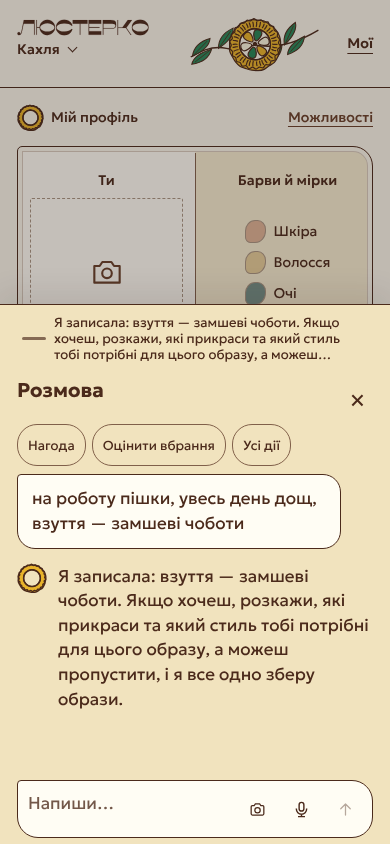 ЛЮСТЕРКО
Кахля
Мої
Мій профіль
Можливості
Ти
Барви й мірки
Шкіра
Волосся
Очі
Я записала: взуття — замшеві чоботи. Якщо
хочеш, розкажи, які прикраси та який стиль
тобі потрібні для цього образу, а можеш…
Розмова
Нагода
Оцінити вбрання
Усі дії
на роботу пішки, увесь день дощ,
взуття — замшеві чоботи
Я записала: взуття — замшеві
чоботи. Якщо хочеш, розкажи, які
прикраси та який стиль тобі потрібні
для цього образу, а можеш
пропустити, і я все одно зберу
образи.
Напиши…